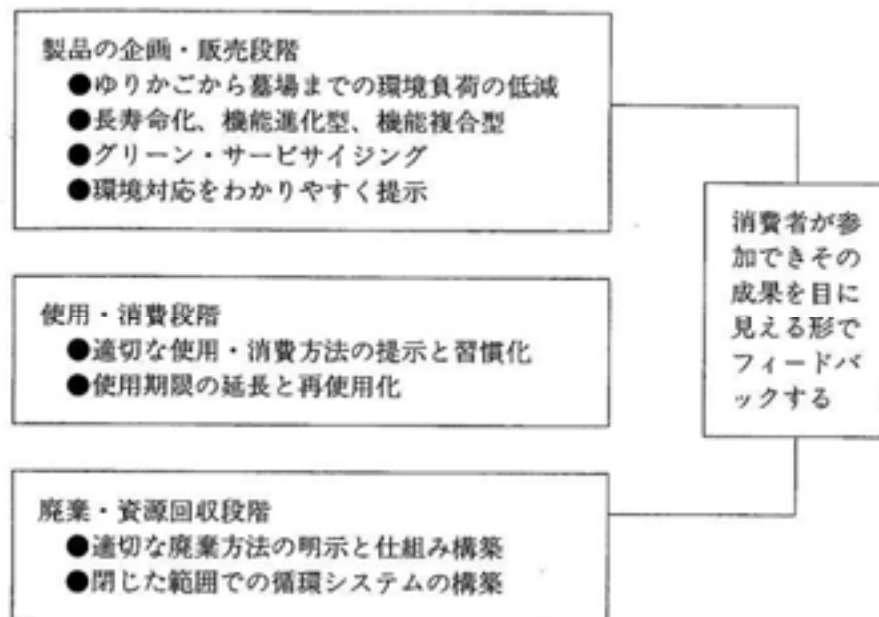 製品の企画・販売段階
●ゆりかごから墓場までの環境負荷の低減
●長寿命化、機能進化型、機能複合型
●グリーン・サービサイジング
●環境対応をわかりやすく提示
使用・消費段階
●適切な使用・消費方法の提示と習慣化
●使用期限の延長と再使用化
廃棄・資源回収段階
●適切な廃棄方法の明示と仕組み構築
●閉じた範囲での循環システムの構築
消費者が参
加できその
成果を目に
見える形で
フィードバ
ックする